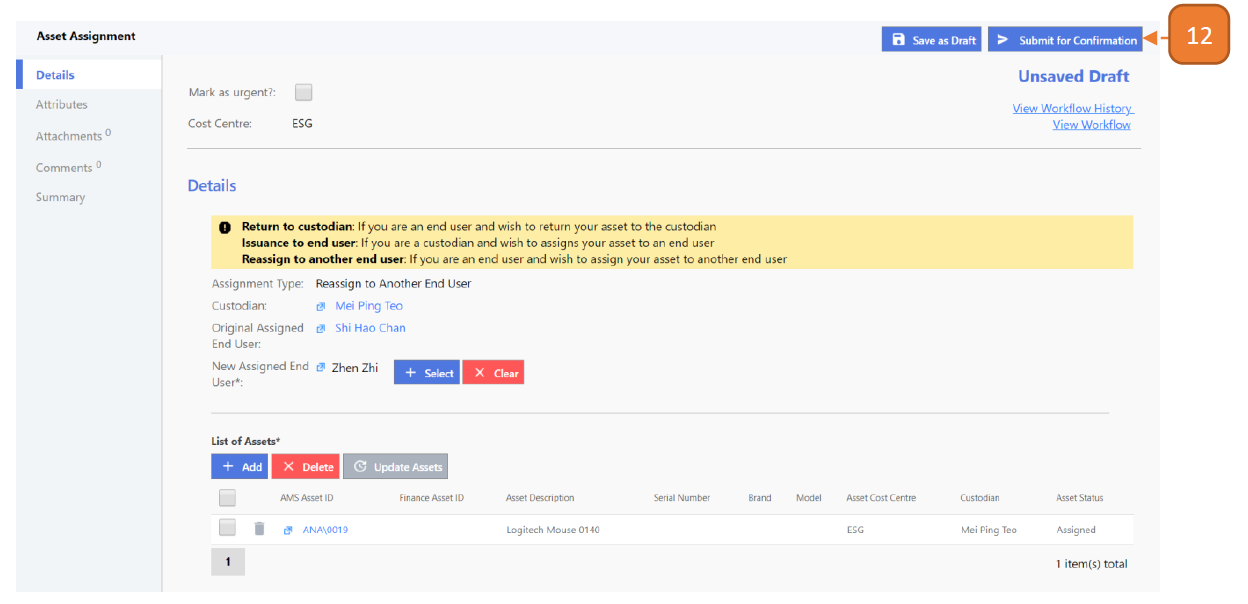 Asset Assignment
Save as Draft
Submit for Confirmation
12
Details
Attributes
Attachments 0
Comments 0
Summary
Mark as urgent?:
Cost Centre: ESG
Unsaved Draft
View Workflow History
View Workflow
Details
Return to custodian: If you are an end user and wish to return your asset to the custodian
Issuance to end user: If you are a custodian and wish to assigns your asset to an end user
Reassign to another end user: If you are an end user and wish to assign your asset to another end user
Assignment Type: Reassign to Another End User
Custodian: Mei Ping Teo
Original Assigned Shi Hao Chan
End User:
New Assigned End Zhen Zhi + Select × Clear
User*:
List of Assets*
+ Add × Delete Update Assets
AMS Asset ID Finance Asset ID Asset Description Serial Number Brand Model Asset Cost Centre Custodian Asset Status
ANA\0019 Logitech Mouse 0140 ESG Mei Ping Teo Assigned
1
1 item(s) total